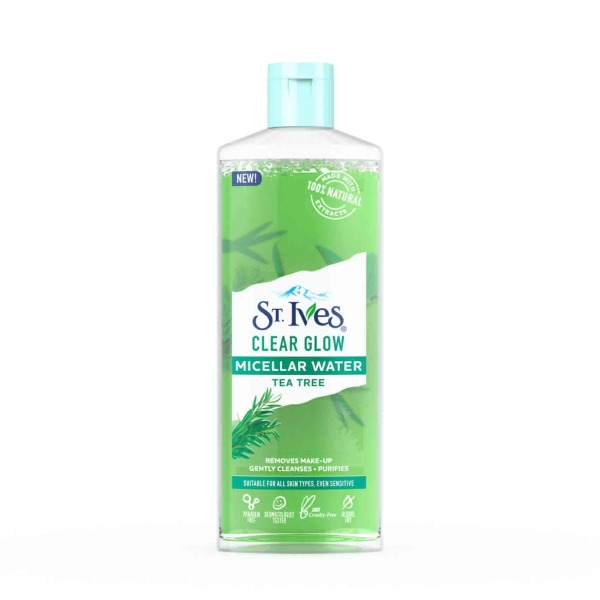 NEW!
MADE WITH
100% NATURAL
EXTRACTS
ST. IVES®
CLEAR GLOW
MICELLAR WATER
TEA TREE
REMOVES MAKE-UP
GENTLY CLEANSES • PURIFIES
SUITABLE FOR ALL SKIN TYPES, EVEN SENSITIVE
PARABEN FREE
DERMATOLOGIST TESTED
Cruelty-Free
ALCOHOL FREE